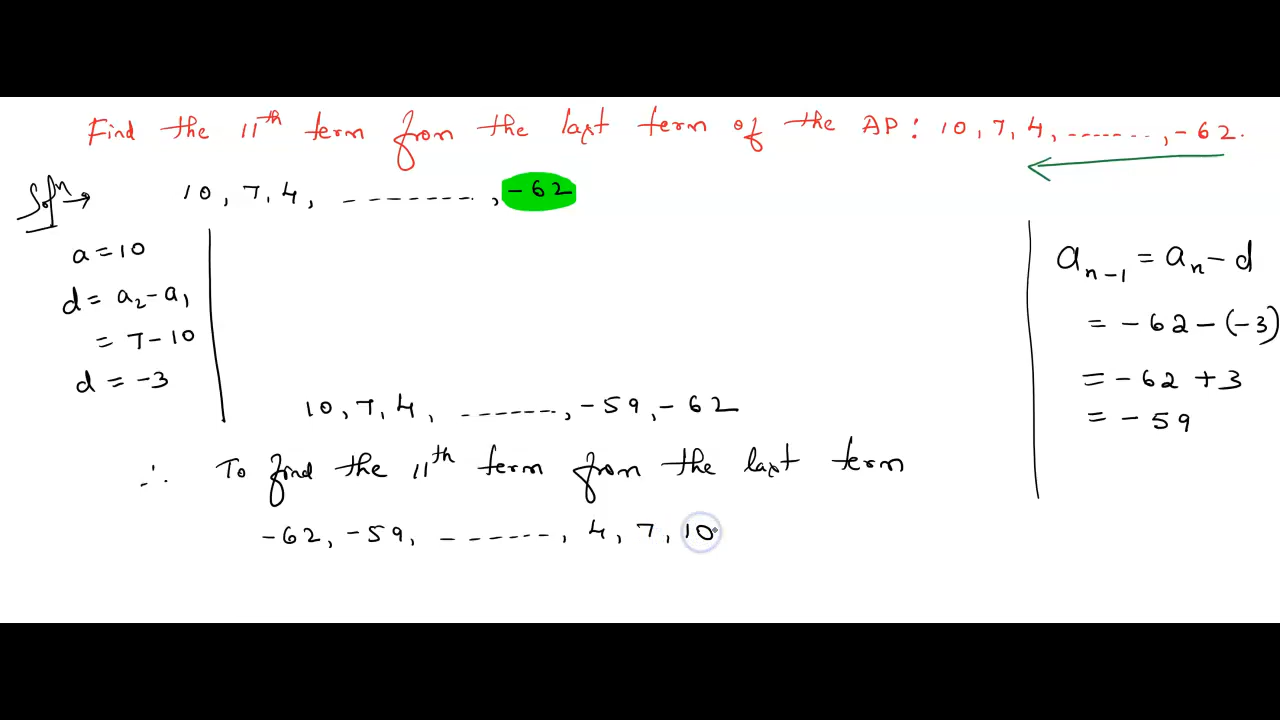 Find the 11th term from the last term of the AP: 10, 7, 4, ........, -62.
Solⁿ→ 10, 7, 4, ---------, -62
a = 10
d = a₂ - a₁
= 7 - 10
d = -3
10, 7, 4, -------, -59, -62
∴ To find the 11th term from the last term
-62, -59, -------, 4, 7, 10
aₙ₋₁ = aₙ - d
= -62 - (-3)
= -62 + 3
= -59